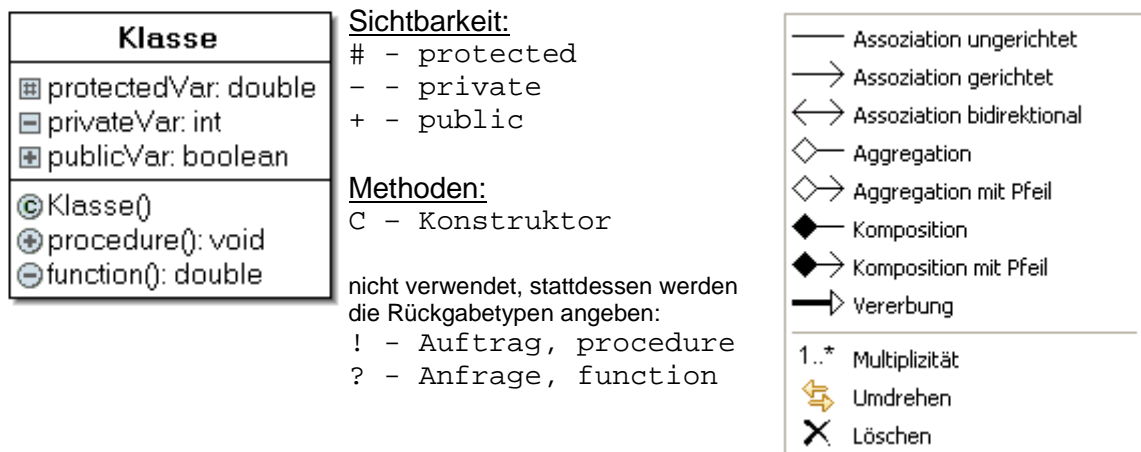 Klasse
# protectedVar: double
- privateVar: int
+ publicVar: boolean
C Klasse()
+ procedure(): void
- function(): double
Sichtbarkeit:
# - protected
- - private
+ - public
Methoden:
C - Konstruktor
nicht verwendet, stattdessen werden
die Rückgabetypen angeben:
! - Auftrag, procedure
? - Anfrage, function
Assoziation ungerichtet
Assoziation gerichtet
Assoziation bidirektional
Aggregation
Aggregation mit Pfeil
Komposition
Komposition mit Pfeil
Vererbung
1..* Multiplizität
Umdrehen
Löschen